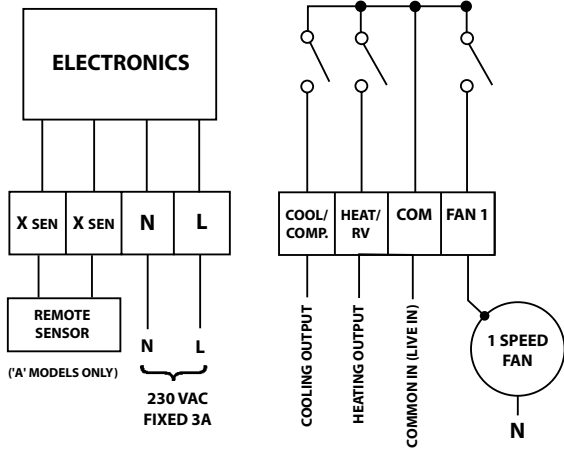 ELECTRONICS
X SEN
X SEN
N
L
REMOTE
SENSOR
('A' MODELS ONLY)
N
L
230 VAC
FIXED 3A
COOL/
COMP.
HEAT/
RV
COM
FAN 1
COOLING OUTPUT
HEATING OUTPUT
COMMON IN (LIVE IN)
1 SPEED
FAN
N